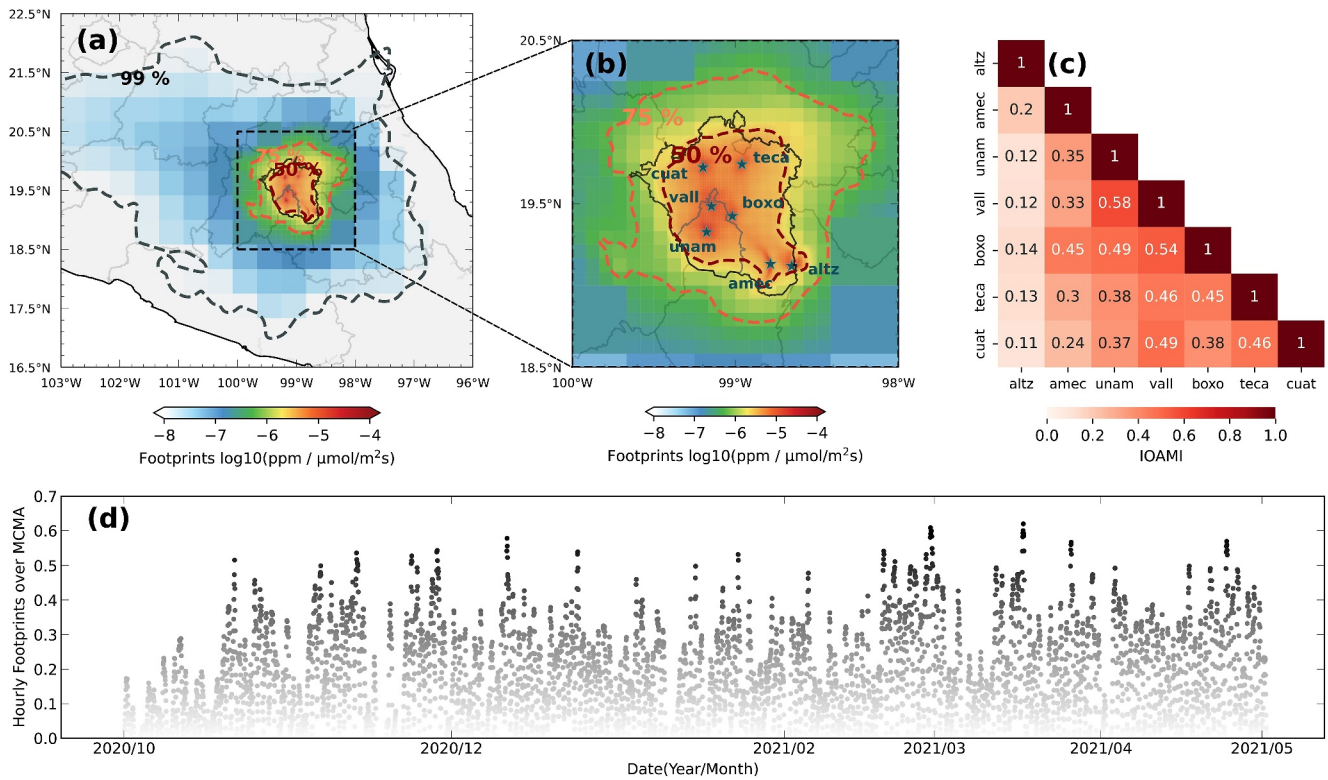 22.5°N
21.5°N
20.5°N
19.5°N
18.5°N
17.5°N
16.5°N
(a)
99 %
75 %
50 %
103°W 102°W 101°W 100°W 99°W 98°W 97°W 96°W
−8 −7 −6 −5 −4
Footprints log10(ppm / μmol/m²s)
20.5°N
19.5°N
18.5°N
(b)
75 %
50 %
teca
cuat
vall
boxo
unam
amec
altz
100°W 99°W 98°W
−8 −7 −6 −5 −4
Footprints log10(ppm / μmol/m²s)
(c)
altz 1
amec 0.2 1
unam 0.12 0.35 1
vall 0.12 0.33 0.58 1
boxo 0.14 0.45 0.49 0.54 1
teca 0.13 0.3 0.38 0.46 0.45 1
cuat 0.11 0.24 0.37 0.49 0.38 0.46 1
altz amec unam vall boxo teca cuat
0.0 0.2 0.4 0.6 0.8 1.0
IOAMI
(d)
Hourly Footprints over MCMA
0.7
0.6
0.5
0.4
0.3
0.2
0.1
0.0
2020/10 2020/12 2021/02 2021/03 2021/04 2021/05
Date(Year/Month)